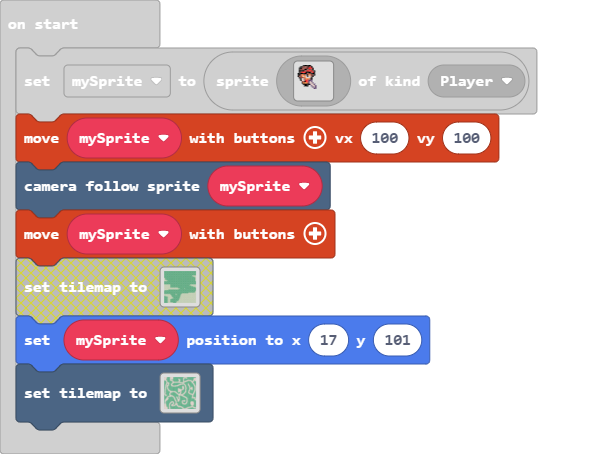 on start
set mySprite to sprite of kind Player
move mySprite with buttons vx 100 vy 100
camera follow sprite mySprite
move mySprite with buttons
set tilemap to
set mySprite position to x 17 y 101
set tilemap to